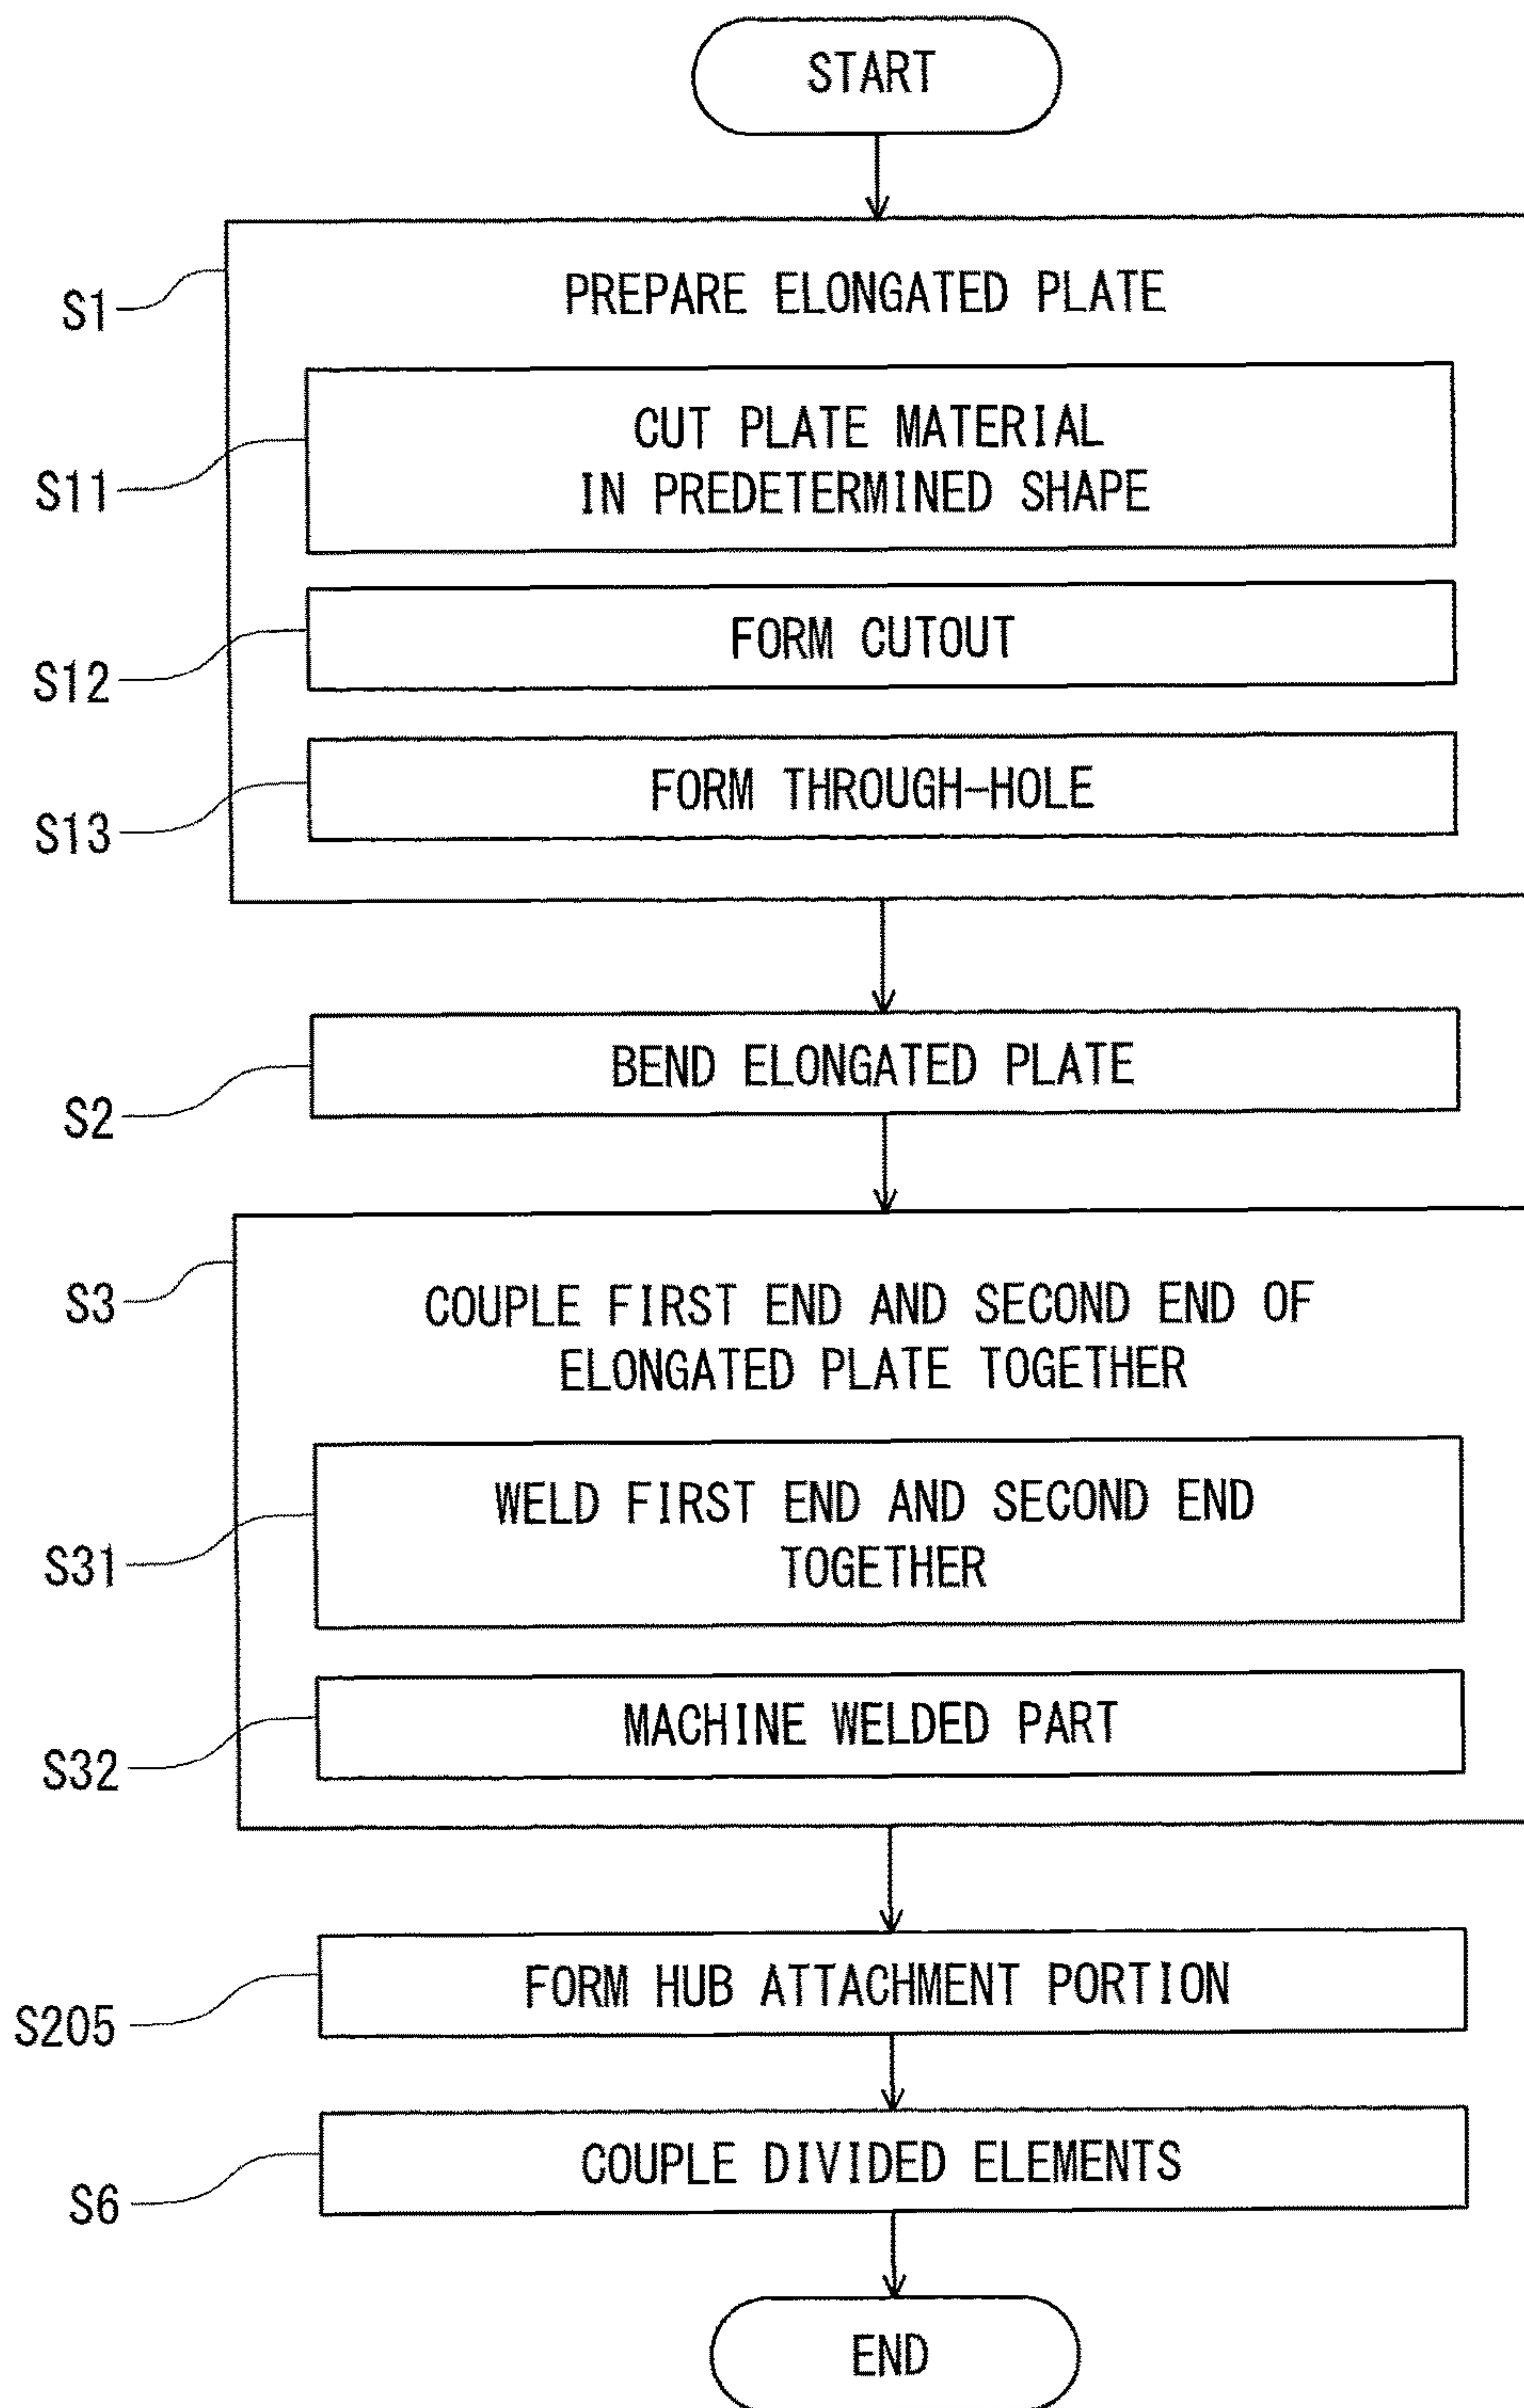 START
S1
PREPARE ELONGATED PLATE
S11
CUT PLATE MATERIAL
IN PREDETERMINED SHAPE
S12
FORM CUTOUT
S13
FORM THROUGH-HOLE
S2
BEND ELONGATED PLATE
S3
COUPLE FIRST END AND SECOND END OF
ELONGATED PLATE TOGETHER
S31
WELD FIRST END AND SECOND END
TOGETHER
S32
MACHINE WELDED PART
S205
FORM HUB ATTACHMENT PORTION
S6
COUPLE DIVIDED ELEMENTS
END